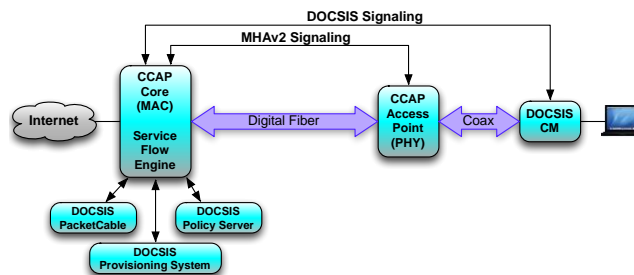 DOCSIS Signaling
MHAv2 Signaling
Internet
CCAP
Core
(MAC)
Service
Flow
Engine
Digital Fiber
CCAP
Access
Point
(PHY)
Coax
DOCSIS
CM
DOCSIS
PacketCable
DOCSIS
Policy Server
DOCSIS
Provisioning System